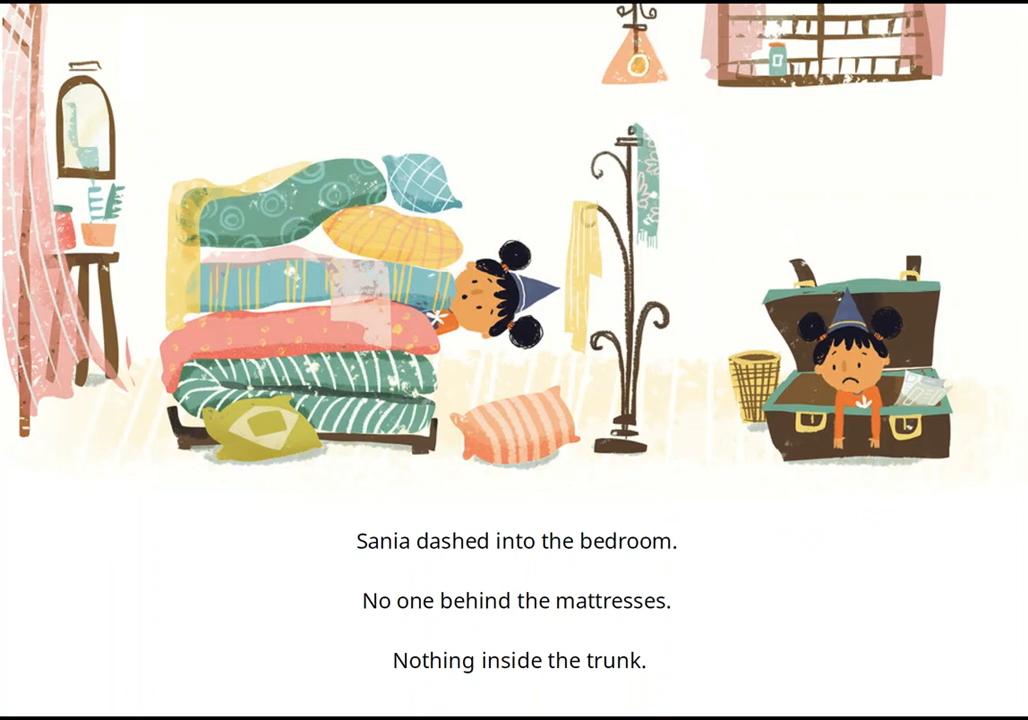 Sania dashed into the bedroom.
No one behind the mattresses.
Nothing inside the trunk.